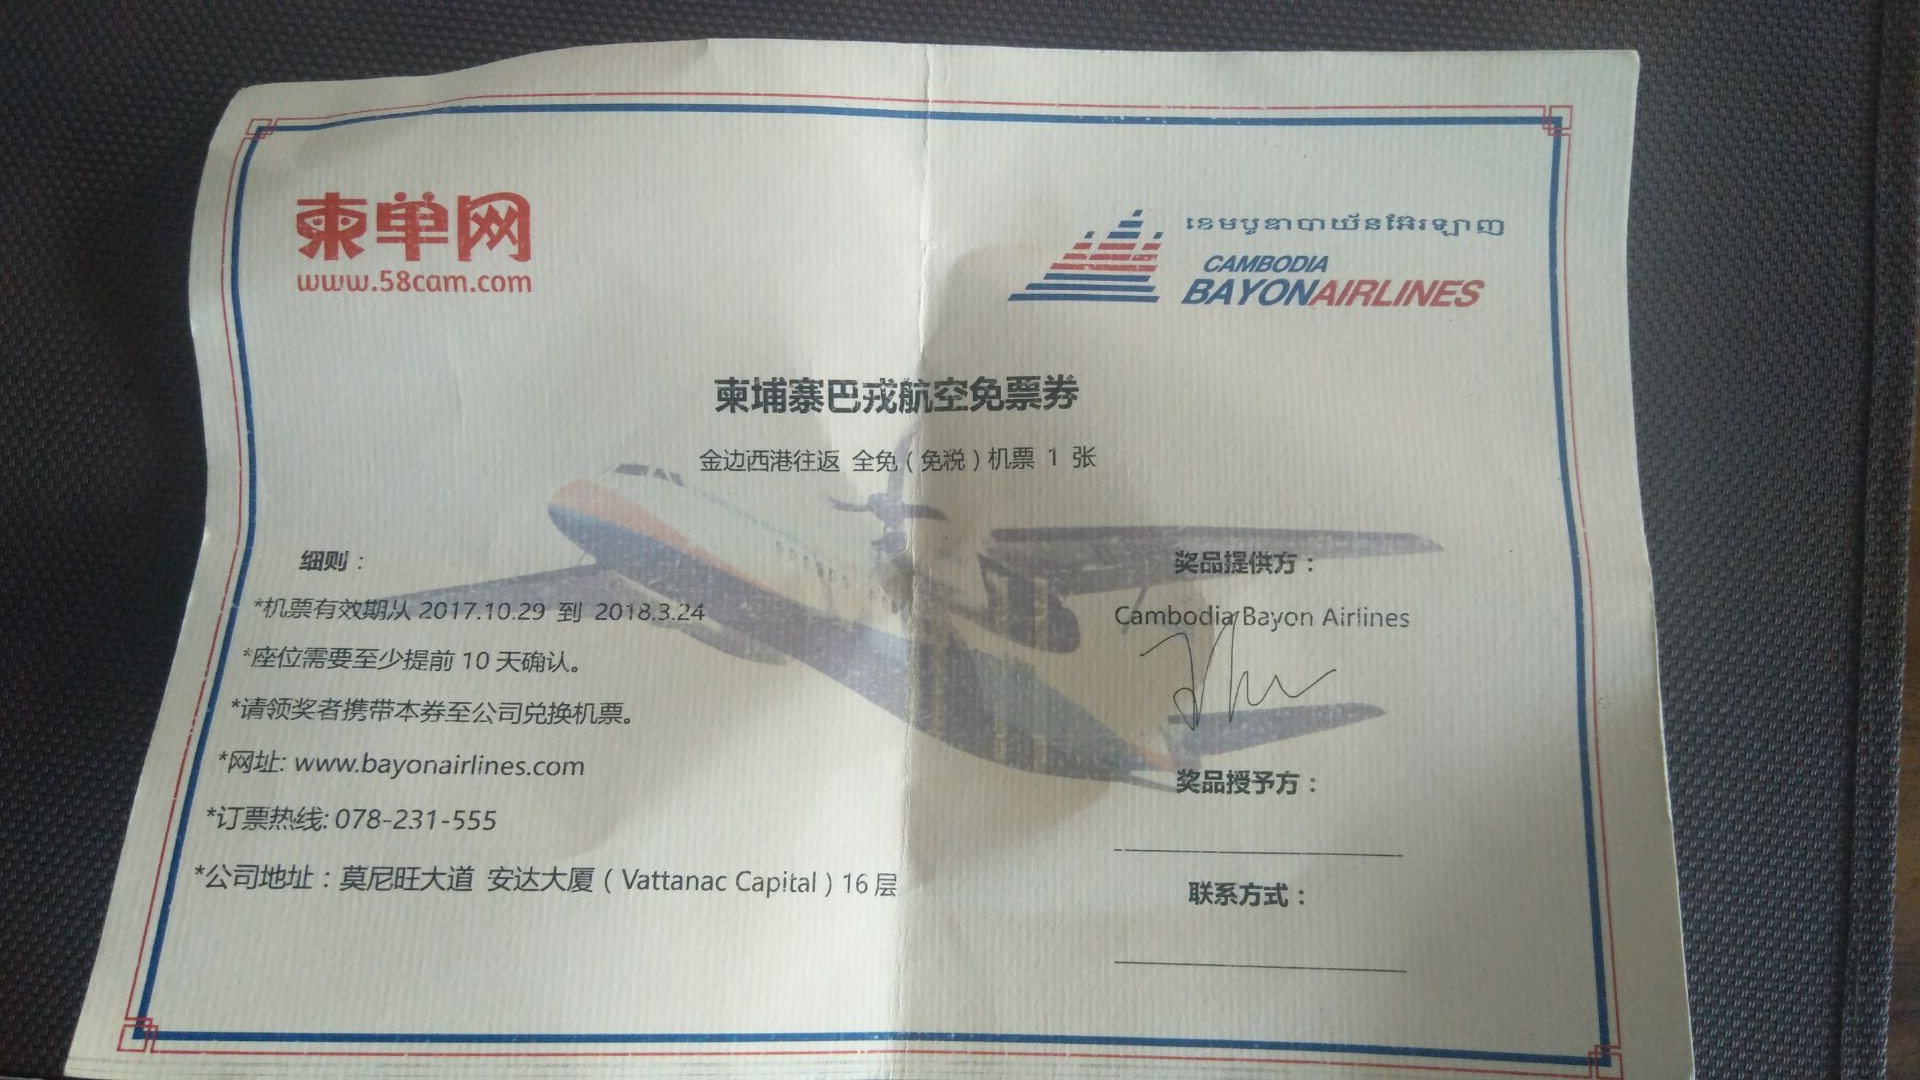 柬单网
www.58cam.com
ខេមបូឌាបាយ័នអ៊ែរឡាញ
CAMBODIA
BAYONAIRLINES
柬埔寨巴戎航空免票券
金边西港往返 全免（免税）机票 1 张
细则：
*机票有效期从 2017.10.29 到 2018.3.24
*座位需要至少提前 10 天确认。
*请领奖者携带本券至公司兑换机票。
*网址: www.bayonairlines.com
*订票热线: 078-231-555
*公司地址：莫尼旺大道 安达大厦（Vattanac Capital）16 层
奖品提供方：
Cambodia Bayon Airlines
奖品授予方：
联系方式：